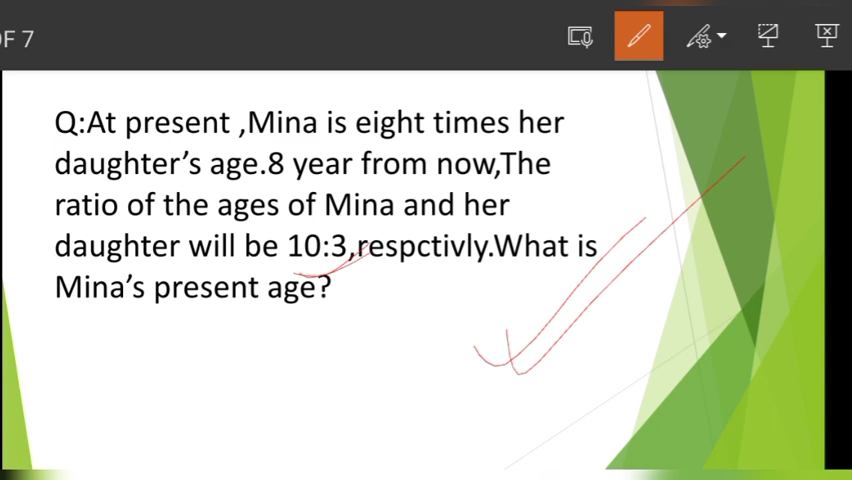 OF 7
Q:At present ,Mina is eight times her
daughter’s age.8 year from now,The
ratio of the ages of Mina and her
daughter will be 10:3,respctivly.What is
Mina’s present age?